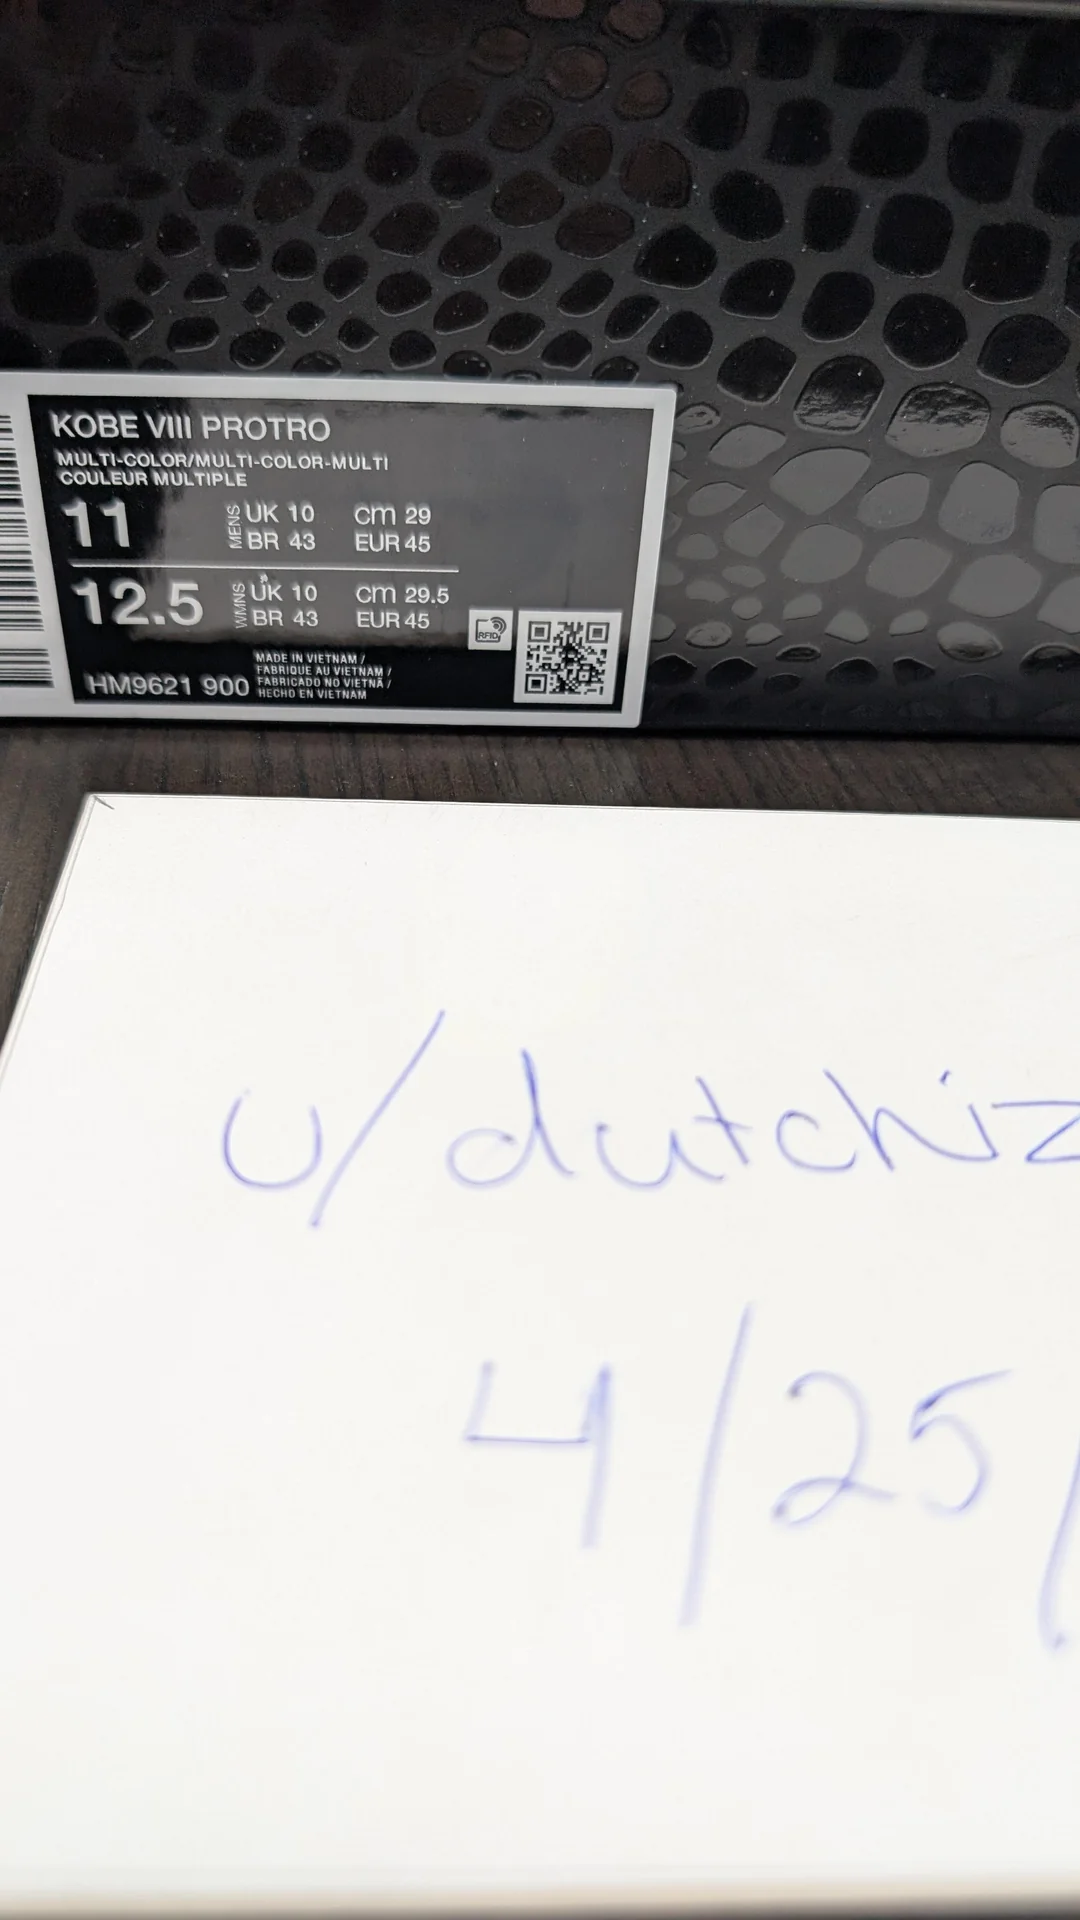 KOBE VIII PROTRO
MULTI-COLOR/MULTI-COLOR-MULTI
COULEUR MULTIPLE
11 MENS UK 10 cm 29
BR 43 EUR 45
12.5 WMNS UK 10 cm 29.5
BR 43 EUR 45
RFID
HM9621 900
MADE IN VIETNAM /
FABRIQUE AU VIETNAM /
FABRICADO NO VIETNÃ /
HECHO EN VIETNAM
u/dutchiz
4/25/